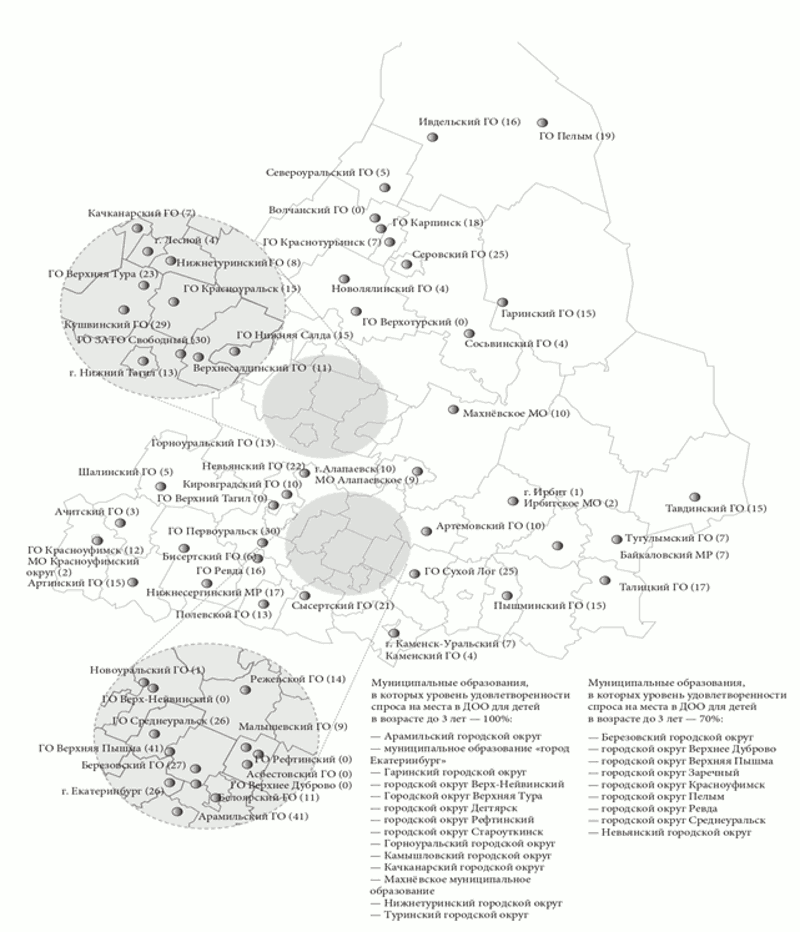 Ивдельский ГО (16)
ГО Пелым (19)
Североуральский ГО (5)
Волчанский ГО (0)
ГО Карпинск (18)
ГО Краснотурьинск (7)
Серовский ГО (25)
Новолялинский ГО (4)
Гаринский ГО (15)
ГО Верхотурский (0)
Сосьвинский ГО (4)
Качканарский ГО (7)
г. Лесной (4)
Нижнетуринский ГО (8)
ГО Верхняя Тура (23)
ГО Красноуральск (15)
Кушвинский ГО (29)
ГО ЗАТО Свободный (30)
ГО Нижняя Салда (15)
г. Нижний Тагил (13)
Верхнесалдинский ГО (11)
Махнёвское МО (10)
Горноуральский ГО (13)
Шалинский ГО (5)
Невьянский ГО (22)
г.Алапаевск(10)
МО Алапаевское (9)
Кировградский ГО (10)
ГО Верхний Тагил (0)
г. Ирбит (1)
Ирбитское МО (2)
Тавдинский ГО (15)
Ачитский ГО (3)
Артемовский ГО (10)
ГО Первоуральск (30)
Тугулымский ГО (7)
Байкаловский МР (7)
ГО Красноуфимск (12)
МО Красноуфимский
округ (2)
Артинский ГО (15)
Бисертский ГО (6)
ГО Ревда (16)
ГО Сухой Лог (25)
Нижнесергинский МР (17)
Талицкий ГО (17)
Сысертский ГО (21)
Пышминский ГО (15)
Полевской ГО (13)
г. Каменск-Уральский (7)
Каменский ГО (4)
Новоуральский ГО (1)
Режевской ГО (14)
ГО Верх-Нейвинский (0)
ГО Среднеуральск (26)
Малышевский ГО (9)
ГО Верхняя Пышма (41)
ГО Рефтинский (0)
Березовский ГО (27)
Асбестовский ГО (0)
ГО Верхнее Дуброво (0)
г. Екатеринбург (26)
Белоярский ГО (11)
Арамильский ГО (41)
Муниципальные образования,
в которых уровень удовлетворенности
спроса на места в ДОО для детей
в возрасте до 3 лет — 100%:
— Арамильский городской округ
— муниципальное образование «город
Екатеринбург»
— Гаринский городской округ
— городской округ Верх-Нейвинский
— Городской округ Верхняя Тура
— городской округ Дегтярск
— городской округ Рефтинский
— городской округ Староуткинск
— Горноуральский городской округ
— Камышловский городской округ
— Качканарский городской округ
— Махнёвское муниципальное
образование
— Нижнетуринский городской округ
— Туринский городской округ
Муниципальные образования,
в которых уровень удовлетворенности
спроса на места в ДОО для детей
в возрасте до 3 лет — 70%:
— Березовский городской округ
— городской округ Верхнее Дуброво
— городской округ Верхняя Пышма
— городской округ Заречный
— городской округ Красноуфимск
— городской округ Пелым
— городской округ Ревда
— городской округ Среднеуральск
— Невьянский городской округ